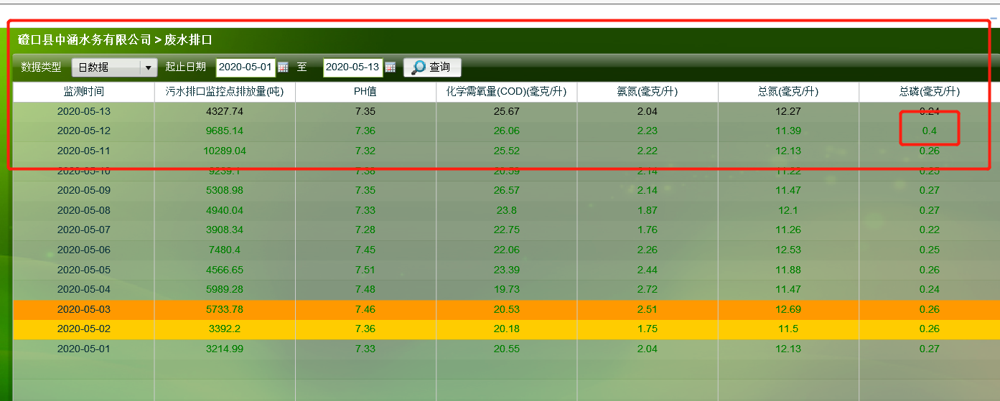 磴口县中涵水务有限公司 > 废水排口
数据类型 日数据 起止日期 2020-05-01 至 2020-05-13 查询
监测时间 污水排口监控点排放量(吨) PH值 化学需氧量(COD)(毫克/升) 氨氮(毫克/升) 总氮(毫克/升) 总磷(毫克/升)
2020-05-13 4327.74 7.35 25.67 2.04 12.27 0.24
2020-05-12 9685.14 7.36 26.06 2.23 11.39 0.4
2020-05-11 10289.04 7.32 25.52 2.22 12.13 0.26
2020-05-10 9239.1 7.38 20.59 2.14 11.22 0.25
2020-05-09 5308.98 7.35 26.57 2.14 11.47 0.27
2020-05-08 4940.04 7.33 23.8 1.87 12.1 0.27
2020-05-07 3908.34 7.28 22.75 1.76 11.26 0.22
2020-05-06 7480.4 7.45 22.06 2.26 12.53 0.25
2020-05-05 4566.65 7.51 23.39 2.44 11.88 0.26
2020-05-04 5989.28 7.48 19.73 2.72 11.47 0.24
2020-05-03 5733.78 7.46 20.53 2.51 12.69 0.26
2020-05-02 3392.2 7.36 20.18 1.75 11.5 0.26
2020-05-01 3214.99 7.33 20.55 2.04 12.13 0.27